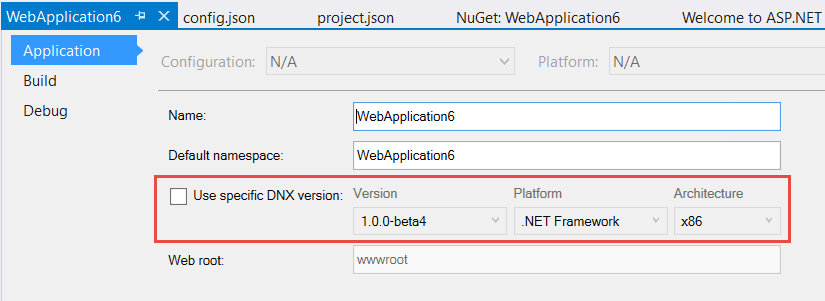 WebApplication6 config.json project.json NuGet: WebApplication6 Welcome to ASP.NET
Application
Configuration: N/A Platform: N/A
Build
Debug
Name: WebApplication6
Default namespace: WebApplication6
Use specific DNX version: Version Platform Architecture
1.0.0-beta4 .NET Framework x86
Web root: wwwroot